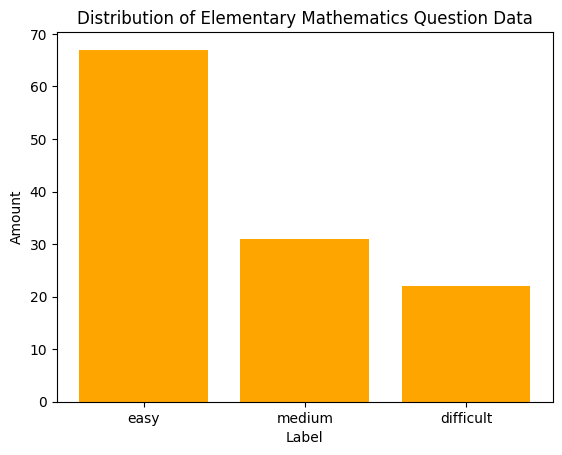 Distribution of Elementary Mathematics Question Data
70
60
50
40
30
20
10
0
Amount
easy medium difficult
Label